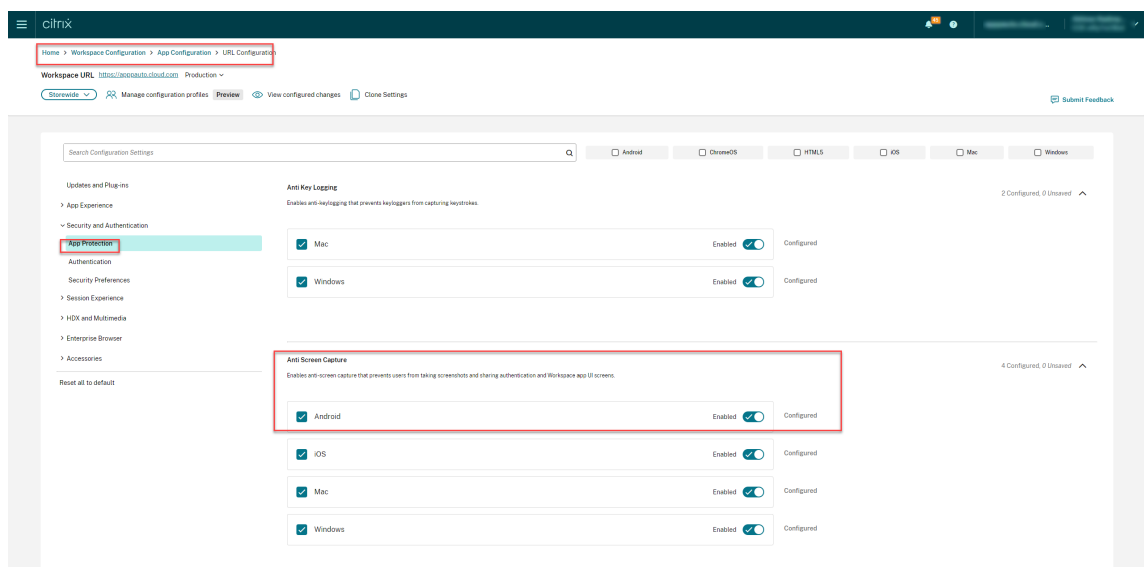 citrix
43
Home > Workspace Configuration > App Configuration > URL Configuration
Workspace URL https://apppauto.cloud.com Production
Storewide Manage configuration profiles Preview View configured changes Clone Settings
Submit Feedback
Search Configuration Settings Android ChromeOS HTML5 iOS Mac Windows
Updates and Plug-ins
App Experience
Security and Authentication
App Protection
Authentication
Security Preferences
Session Experience
HDX and Multimedia
Enterprise Browser
Accessories
Reset all to default
Anti Key Logging
2 Configured, 0 Unsaved
Enables anti-keylogging that prevents keyloggers from capturing keystrokes.
Mac Enabled Configured
Windows Enabled Configured
Anti Screen Capture
4 Configured, 0 Unsaved
Enables anti-screen capture that prevents users from taking screenshots and sharing authentication and Workspace app UI screens.
Android Enabled Configured
iOS Enabled Configured
Mac Enabled Configured
Windows Enabled Configured